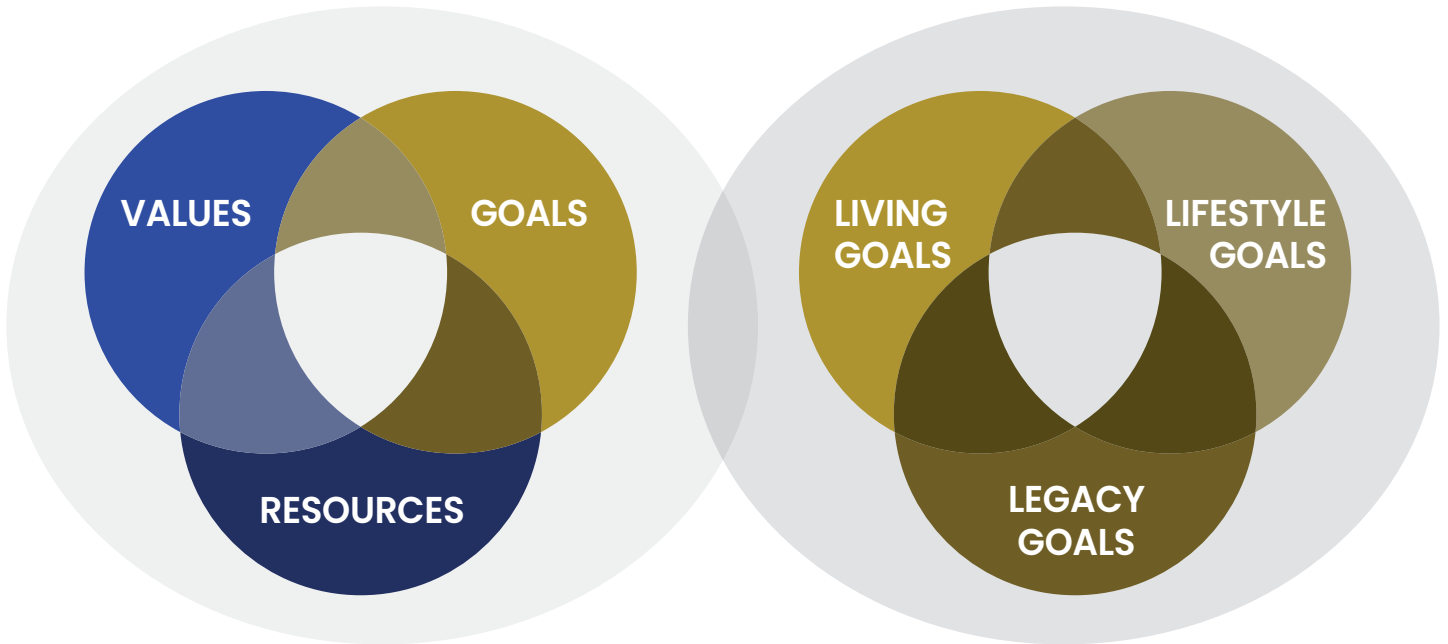 VALUES
GOALS
RESOURCES
LIVING
GOALS
LIFESTYLE
GOALS
LEGACY
GOALS